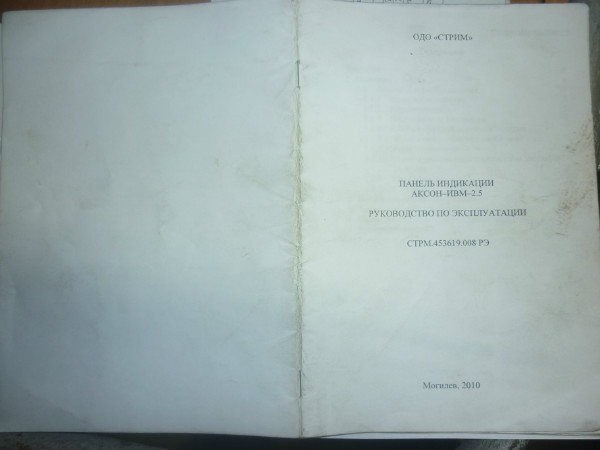 ОДО «СТРИМ»
ПАНЕЛЬ ИНДИКАЦИИ
АКСОН–ИВМ–2.5
РУКОВОДСТВО ПО ЭКСПЛУАТАЦИИ
СТРМ.453619.008 РЭ
Могилев, 2010